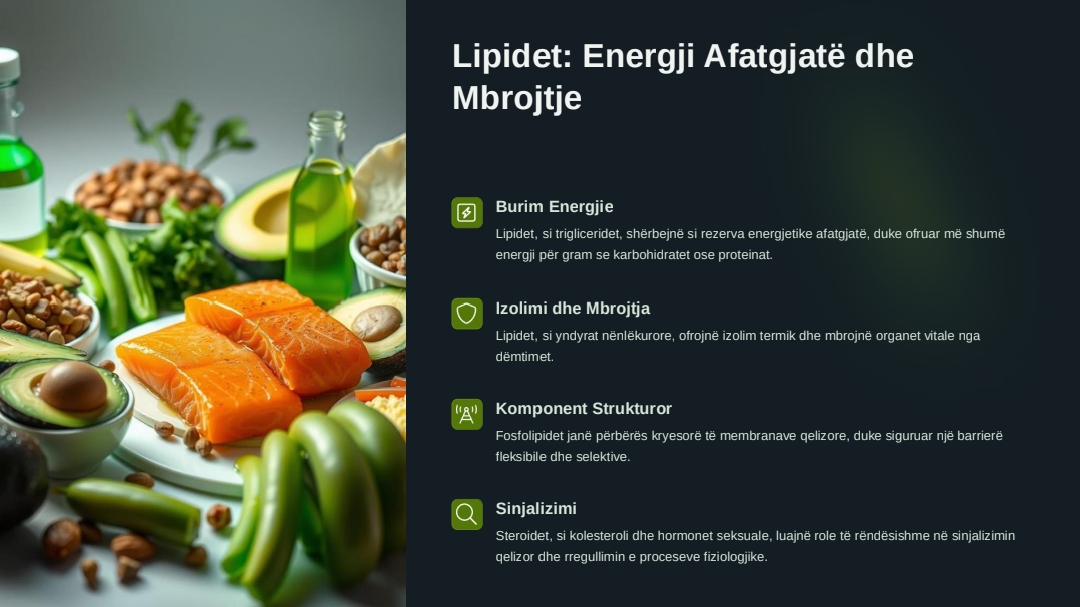 Lipidet: Energji Afatgjatë dhe
Mbrojtje
Burim Energjie
Lipidet, si trigliceridet, shërbejnë si rezerva energjetike afatgjatë, duke ofruar më shumë
energji për gram se karbohidratet ose proteinat.
Izolimi dhe Mbrojtja
Lipidet, si yndyrat nënlëkurore, ofrojnë izolim termik dhe mbrojnë organet vitale nga
dëmtimet.
Komponent Strukturor
Fosfolipidet janë përbërës kryesorë të membranave qelizore, duke siguruar një barrierë
fleksibile dhe selektive.
Sinjalizimi
Steroidet, si kolesteroli dhe hormonet seksuale, luajnë role të rëndësishme në sinjalizimin
qelizor dhe rregullimin e proceseve fiziologjike.